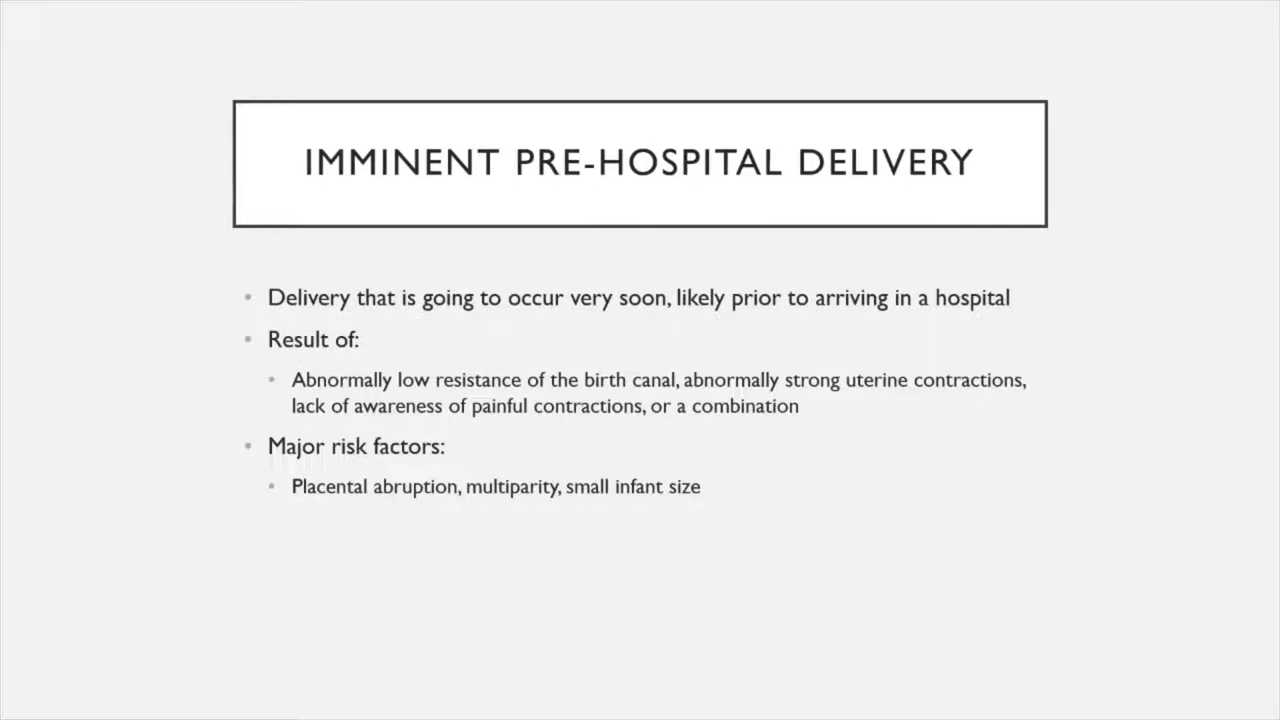 IMMINENT PRE-HOSPITAL DELIVERY
• Delivery that is going to occur very soon, likely prior to arriving in a hospital
• Result of:
• Abnormally low resistance of the birth canal, abnormally strong uterine contractions,
lack of awareness of painful contractions, or a combination
• Major risk factors:
• Placental abruption, multiparity, small infant size